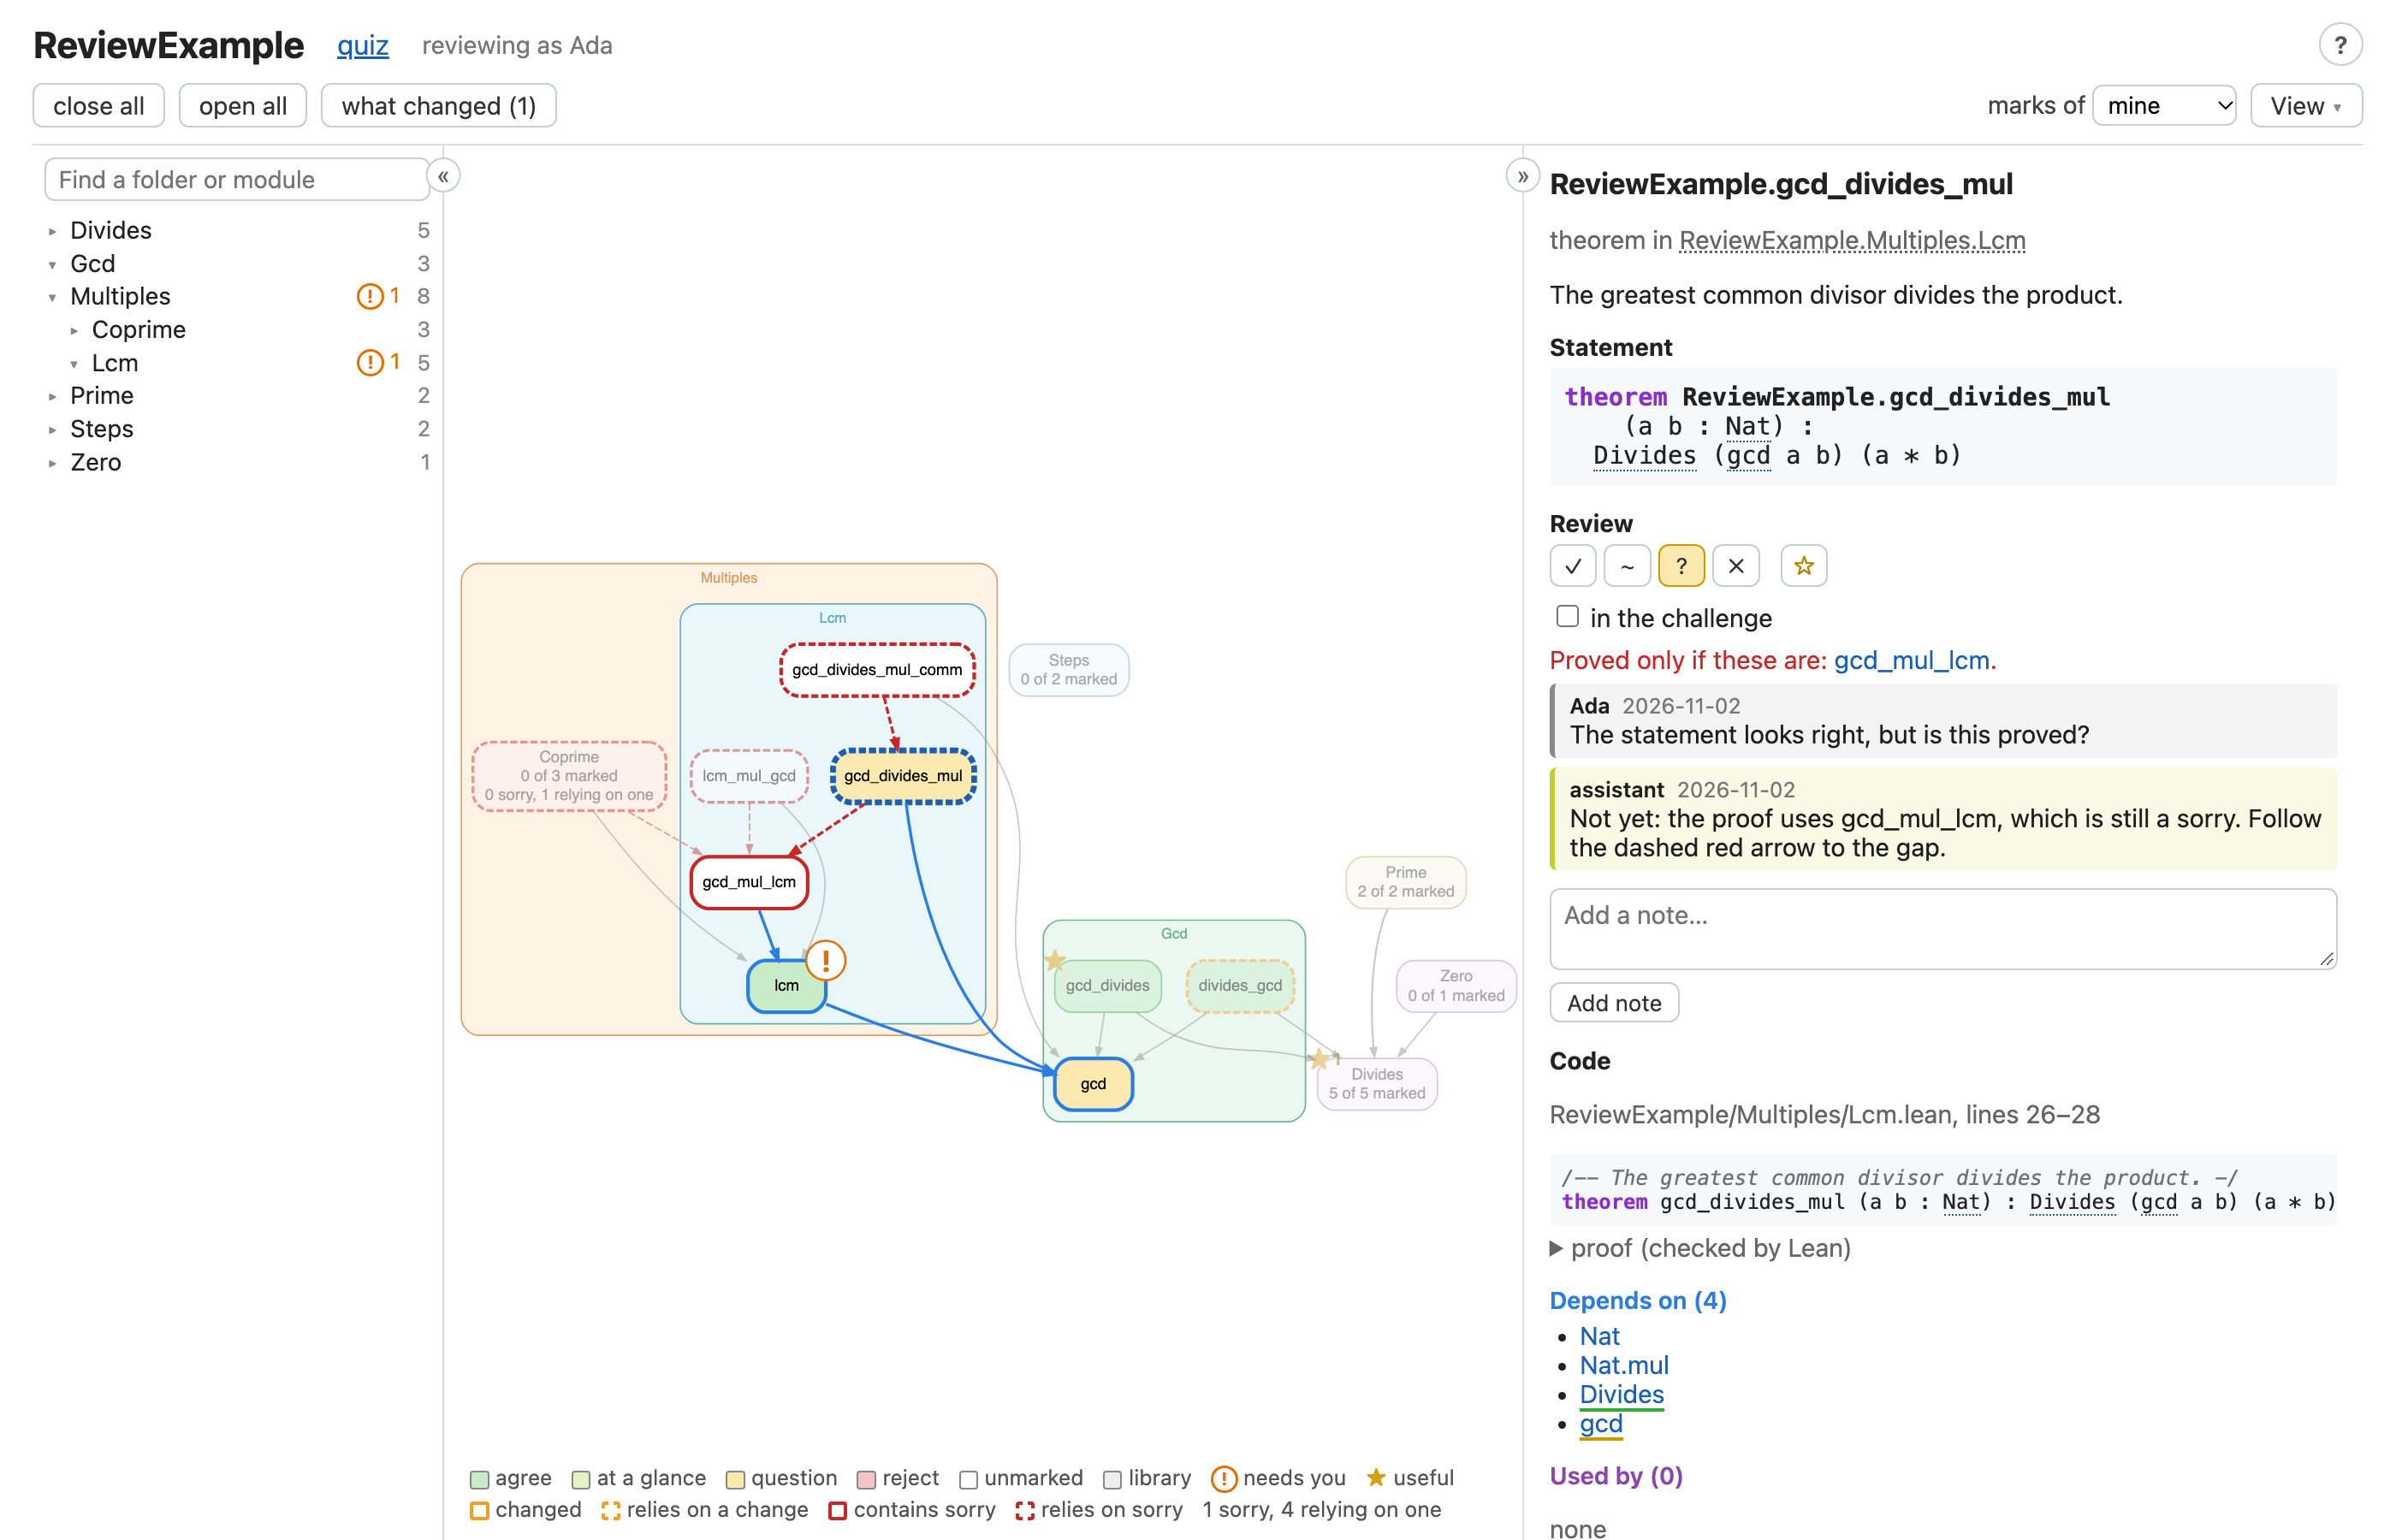 ReviewExample quiz reviewing as Ada ?
close all open all what changed (1) marks of mine View ▾
Find a folder or module « »
▸ Divides 5
▾ Gcd 3
▾ Multiples ! 1 8
▸ Coprime 3
▾ Lcm ! 1 5
▸ Prime 2
▸ Steps 2
▸ Zero 1
Multiples
Lcm
gcd_divides_mul_comm
Steps
0 of 2 marked
Coprime
0 of 3 marked
0 sorry, 1 relying on one
lcm_mul_gcd
gcd_divides_mul
gcd_mul_lcm
lcm
!
Prime
2 of 2 marked
Gcd
gcd_divides
divides_gcd
Zero
0 of 1 marked
gcd
★ 1
Divides
5 of 5 marked
agree at a glance question reject unmarked library ! needs you ★ useful
changed relies on a change contains sorry relies on sorry 1 sorry, 4 relying on one
ReviewExample.gcd_divides_mul
theorem in ReviewExample.Multiples.Lcm
The greatest common divisor divides the product.
Statement
theorem ReviewExample.gcd_divides_mul
(a b : Nat) :
Divides (gcd a b) (a * b)
Review
✓ ~ ? ✕ ☆
in the challenge
Proved only if these are: gcd_mul_lcm.
Ada 2026-11-02
The statement looks right, but is this proved?
assistant 2026-11-02
Not yet: the proof uses gcd_mul_lcm, which is still a sorry. Follow
the dashed red arrow to the gap.
Add a note...
Add note
Code
ReviewExample/Multiples/Lcm.lean, lines 26–28
/-- The greatest common divisor divides the product. -/
theorem gcd_divides_mul (a b : Nat) : Divides (gcd a b) (a * b)
▶ proof (checked by Lean)
Depends on (4)
• Nat
• Nat.mul
• Divides
• gcd
Used by (0)
none